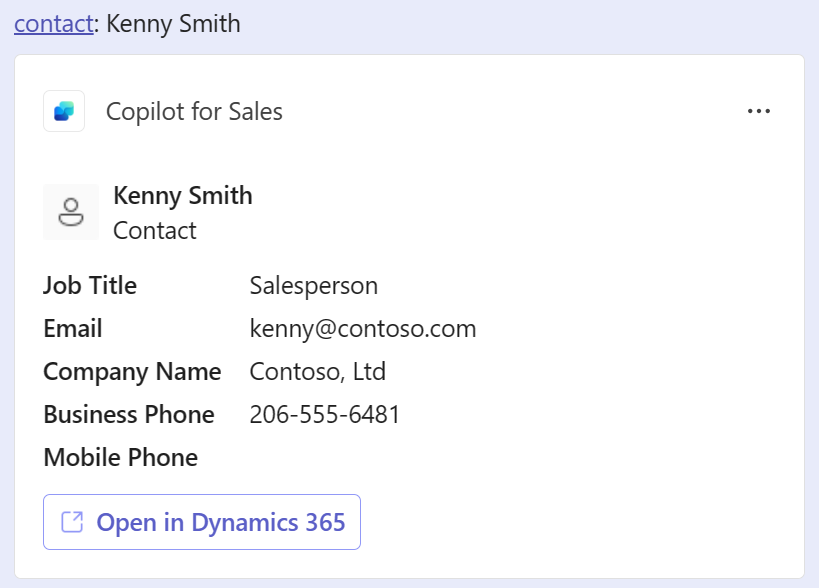 contact: Kenny Smith
Copilot for Sales
Kenny Smith
Contact
Job Title Salesperson
Email kenny@contoso.com
Company Name Contoso, Ltd
Business Phone 206-555-6481
Mobile Phone
Open in Dynamics 365